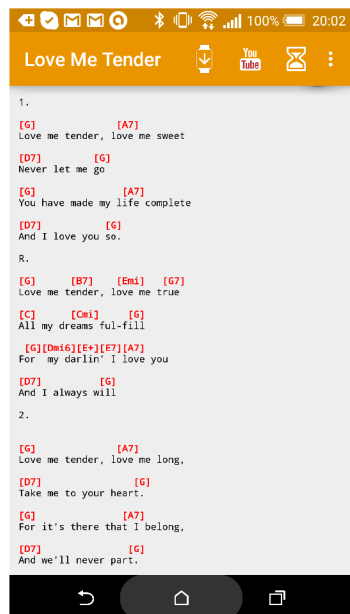 100% 20:02
Love Me Tender You Tube
1.
[G] [A7]
Love me tender, love me sweet
[D7] [G]
Never let me go
[G] [A7]
You have made my life complete
[D7] [G]
And I love you so.
R.
[G] [B7] [Emi] [G7]
Love me tender, love me true
[C] [Cmi] [G]
All my dreams ful-fill
[G][Dmi6][E+][E7][A7]
For my darlin' I love you
[D7] [G]
And I always will
2.
[G] [A7]
Love me tender, love me long,
[D7] [G]
Take me to your heart.
[G] [A7]
For it's there that I belong,
[D7] [G]
And we'll never part.